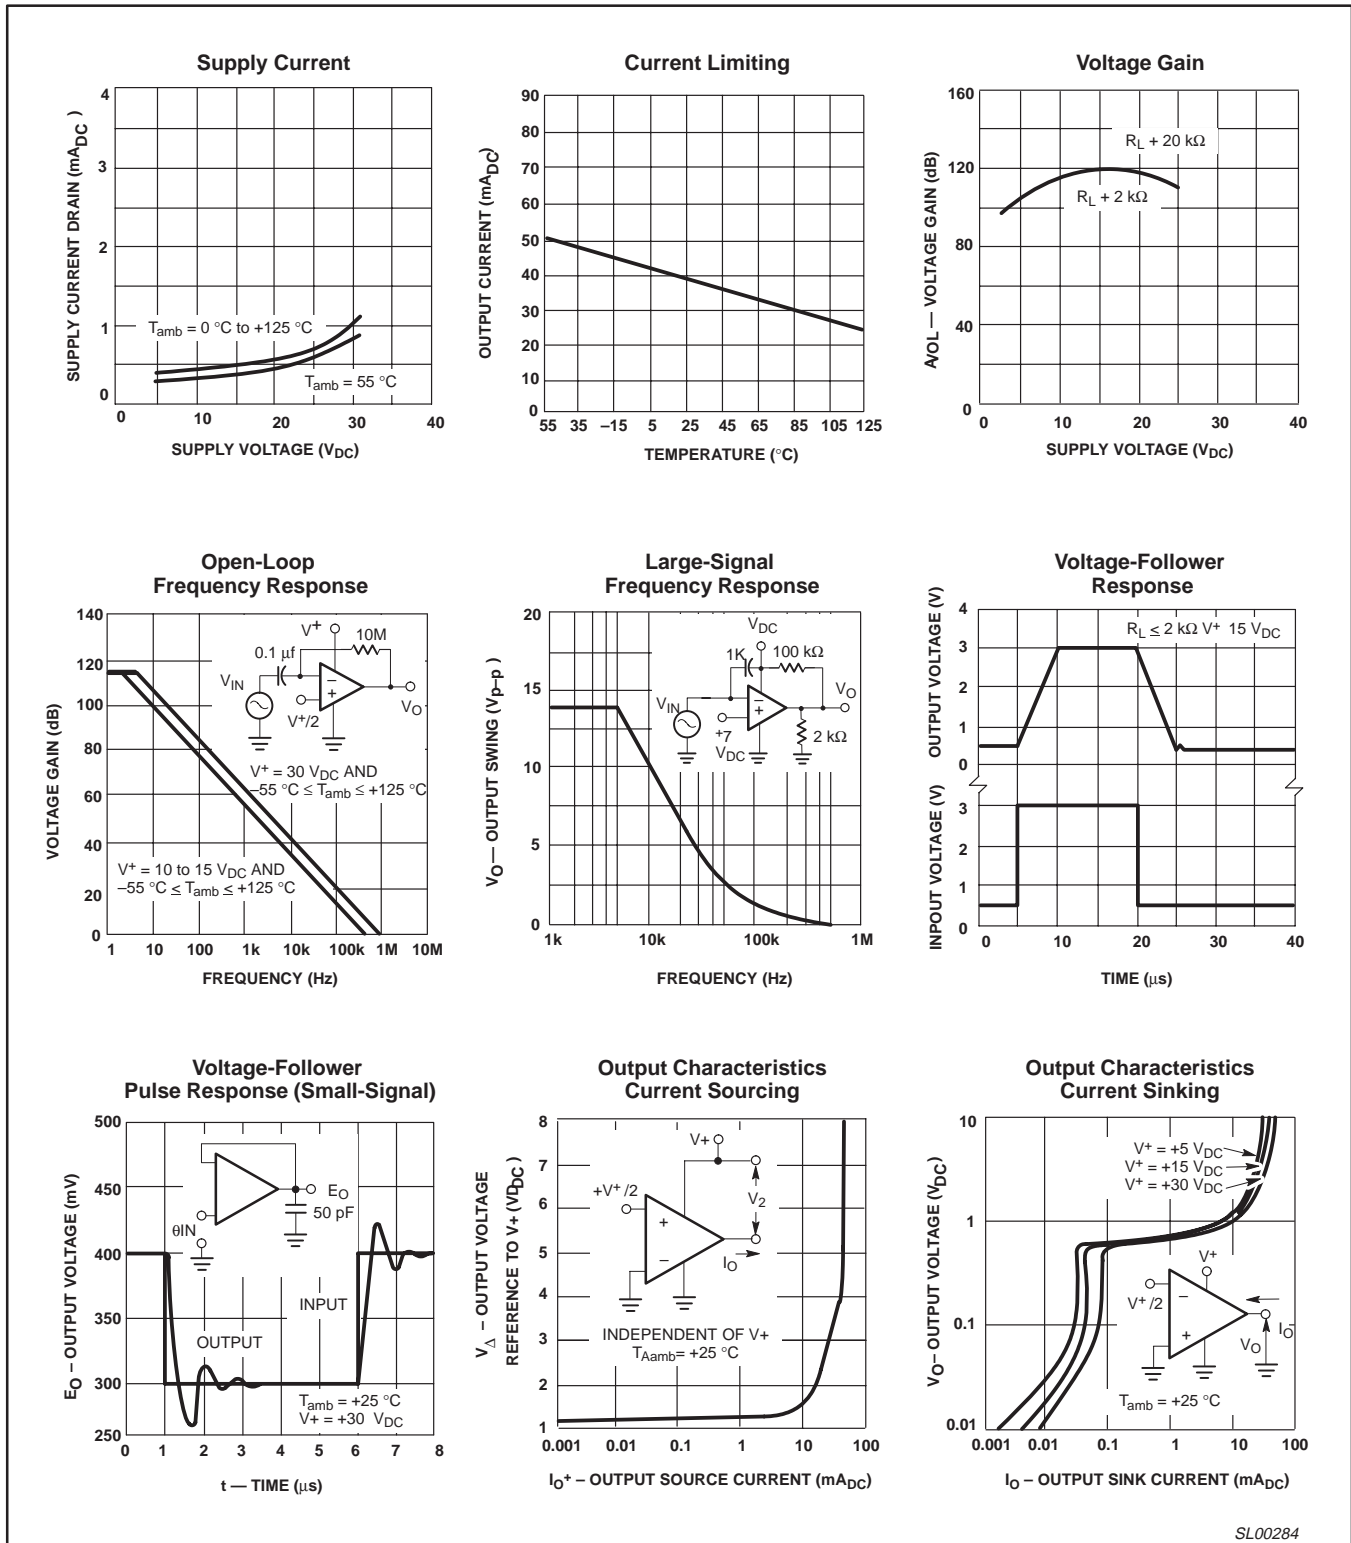 Supply Current
SUPPLY CURRENT DRAIN (mADC)
4
3
2
1
0
Tamb = 0 °C to +125 °C
Tamb = 55 °C
0 10 20 30 40
SUPPLY VOLTAGE (VDC)
Current Limiting
OUTPUT CURRENT (mADC)
90
80
70
60
50
40
30
20
10
0
55 35 –15 5 25 45 65 85 105 125
TEMPERATURE (°C)
Voltage Gain
AVOL — VOLTAGE GAIN (dB)
160
120
80
40
0
RL + 20 kΩ
RL + 2 kΩ
0 10 20 30 40
SUPPLY VOLTAGE (VDC)
Open-Loop
Frequency Response
VOLTAGE GAIN (dB)
140
120
100
80
60
40
20
0
V+
10M
0.1 µf
VIN
–
+
V+/2
VO
V+ = 30 VDC AND
–55 °C ≤ Tamb ≤ +125 °C
V+ = 10 to 15 VDC AND
–55 °C ≤ Tamb ≤ +125 °C
1 10 100 1k 10k 100k 1M 10M
FREQUENCY (Hz)
Large-Signal
Frequency Response
VO — OUTPUT SWING (Vp–p)
20
15
10
5
0
VDC
1K
100 kΩ
VO
VIN
–
+
+7
VDC
2 kΩ
1k 10k 100k 1M
FREQUENCY (Hz)
Voltage-Follower
Response
OUTPUT VOLTAGE (V)
4
3
2
1
0
RL ≤ 2 kΩ V+ 15 VDC
INPOUT VOLTAGE (V)
3
2
1
0
0 10 20 30 40
TIME (µs)
Voltage-Follower
Pulse Response (Small-Signal)
EO – OUTPUT VOLTAGE (mV)
500
450
400
350
300
250
EO
50 pF
θIN
INPUT
OUTPUT
Tamb = +25 °C
V+ = +30 VDC
0 1 2 3 4 5 6 7 8
t — TIME (µs)
Output Characteristics
Current Sourcing
V∆ – OUTPUT VOLTAGE
REFERENCE TO V+ (VDDC )
8
7
6
5
4
3
2
1
V+
+V+/2
V2
+
–
IO
INDEPENDENT OF V+
TAamb= +25 °C
0.001 0.01 0.1 1 10 100
IO+ – OUTPUT SOURCE CURRENT (mADC)
Output Characteristics
Current Sinking
VO– OUTPUT VOLTAGE (VDC)
10
1
0.1
0.01
V+ = +5 VDC
V+ = +15 VDC
V+ = +30 VDC
V+
V+/2
–
+
IO
VO
Tamb = +25 °C
0.001 0.01 0.1 1 10 100
IO – OUTPUT SINK CURRENT (mADC)
SL00284